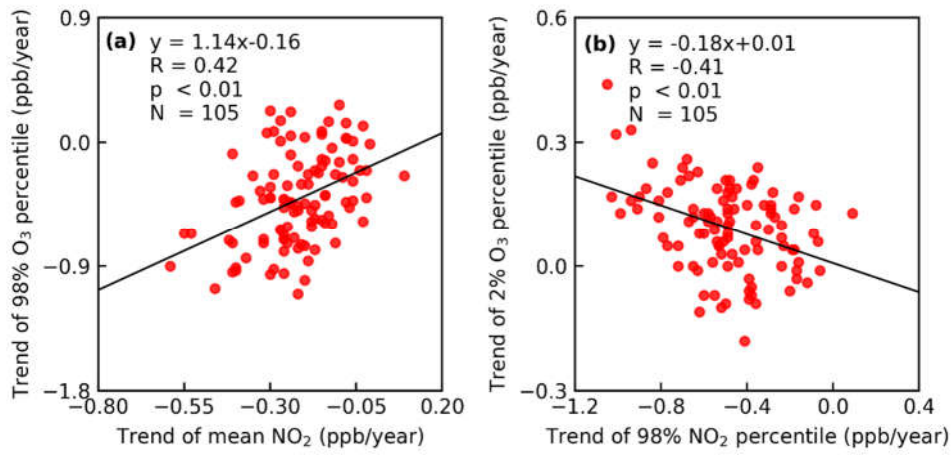 (a) y = 1.14x-0.16
R = 0.42
p < 0.01
N = 105
0.9
0.0
−0.9
−1.8
−0.80 −0.55 −0.30 −0.05 0.20
Trend of mean NO₂ (ppb/year)
Trend of 98% O₃ percentile (ppb/year)
(b) y = -0.18x+0.01
R = -0.41
p < 0.01
N = 105
0.6
0.3
0.0
−0.3
−1.2 −0.8 −0.4 0.0 0.4
Trend of 98% NO₂ percentile (ppb/year)
Trend of 2% O₃ percentile (ppb/year)